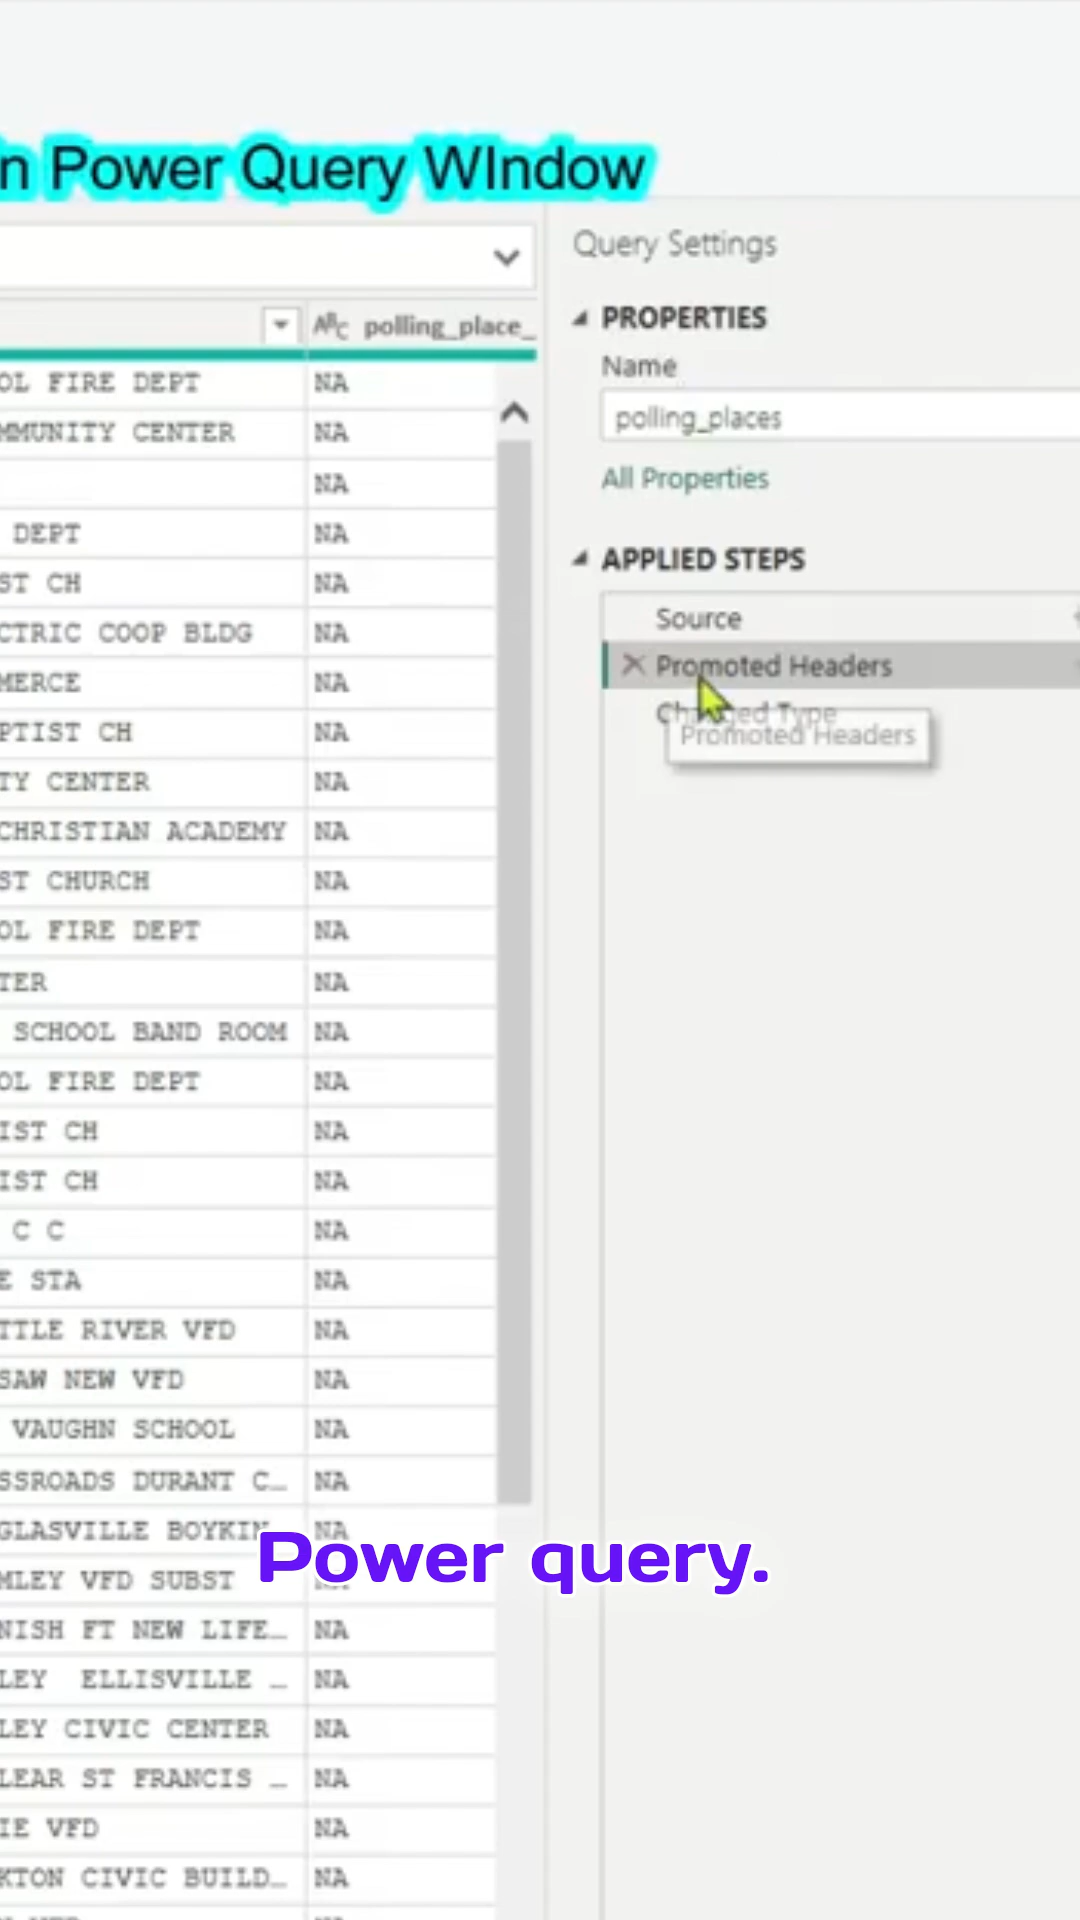 n Power Query WIndow
Query Settings
PROPERTIES
Name
polling_places
All Properties
APPLIED STEPS
Source
Promoted Headers
Changed Type
Promoted Headers
ABC polling_place_
OL FIRE DEPT NA
MMUNITY CENTER NA
NA
DEPT NA
ST CH NA
CTRIC COOP BLDG NA
MERCE NA
PTIST CH NA
TY CENTER NA
CHRISTIAN ACADEMY NA
ST CHURCH NA
OL FIRE DEPT NA
TER NA
SCHOOL BAND ROOM NA
OL FIRE DEPT NA
IST CH NA
IST CH NA
C C NA
E STA NA
TTLE RIVER VFD NA
SAW NEW VFD NA
VAUGHN SCHOOL NA
SSROADS DURANT C… NA
GLASVILLE BOYKIN NA
Power query.
MLEY VFD SUBST
NISH FT NEW LIFE… NA
LEY ELLISVILLE … NA
LEY CIVIC CENTER NA
LEAR ST FRANCIS … NA
IE VFD NA
KTON CIVIC BUILD… NA